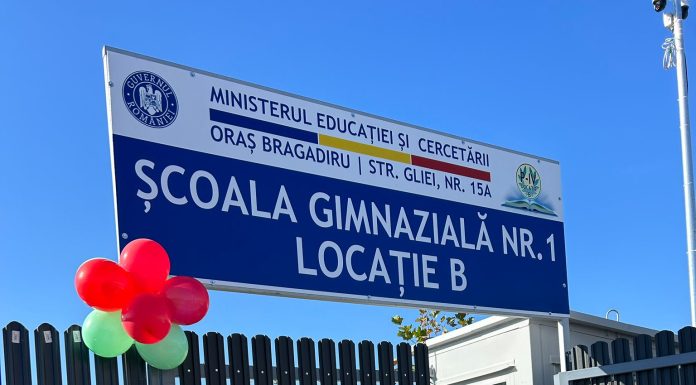 GUVERNUL ROMÂNIEI
MINISTERUL EDUCAȚIEI ȘI CERCETĂRII
ORAȘ BRAGADIRU | STR. GLIEI, NR. 15A
ȘCOALA GIMNAZIALĂ NR.1
LOCAȚIE B